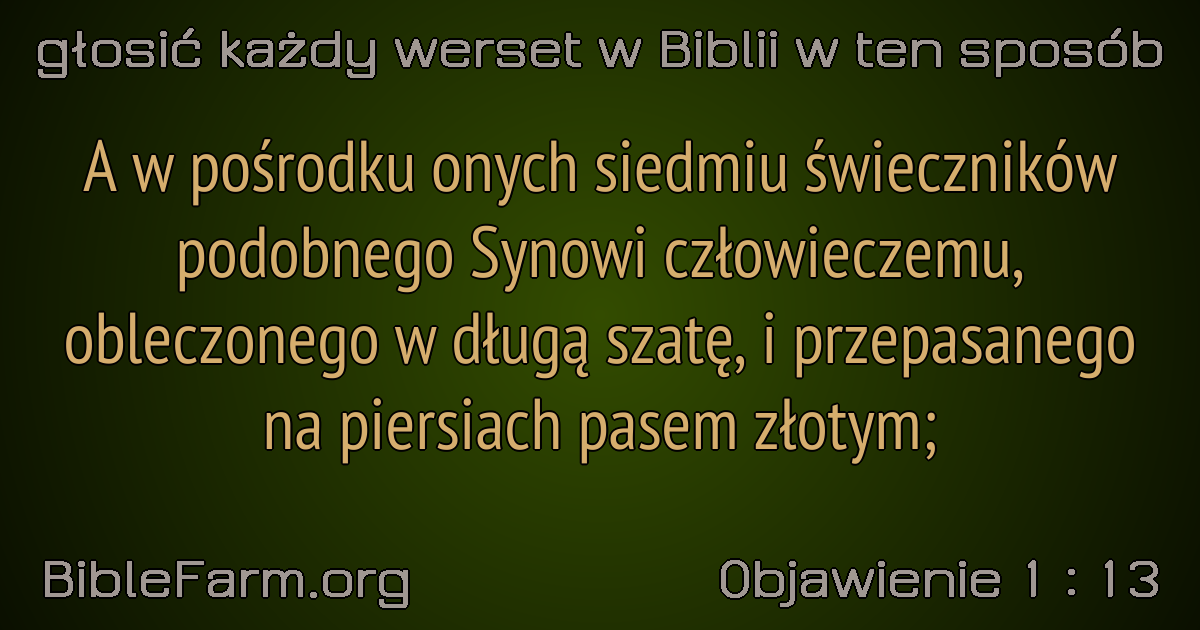 głosić każdy werset w Biblii w ten sposób
A w pośrodku onych siedmiu świeczników
podobnego Synowi człowieczemu,
obleczonego w długą szatę, i przepasanego
na piersiach pasem złotym;
BibleFarm.org
Objawienie 1 : 13